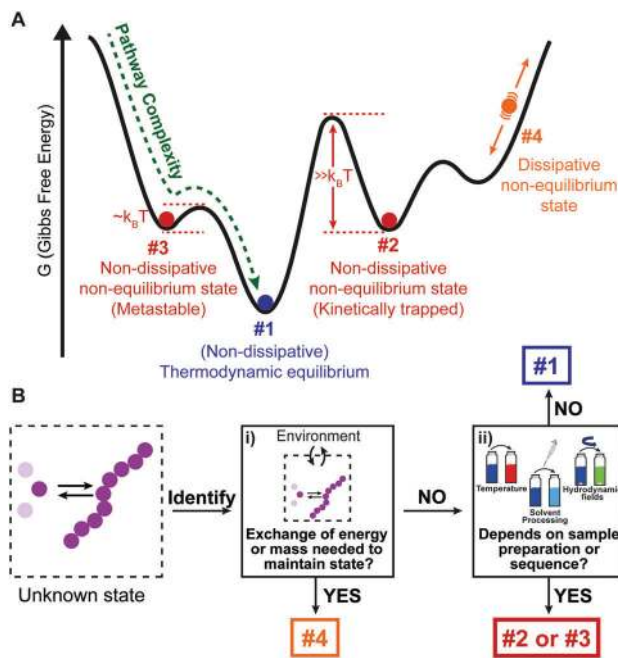 A
G (Gibbs Free Energy)
Pathway Complexity
~k_BT
#3
Non-dissipative
non-equilibrium state
(Metastable)
#1
(Non-dissipative)
Thermodynamic equilibrium
>>k_BT
#2
Non-dissipative
non-equilibrium state
(Kinetically trapped)
#4
Dissipative
non-equilibrium
state
B
Unknown state
Identify
i)
Environment
Exchange of energy
or mass needed to
maintain state?
YES
#4
NO
ii)
Temperature
Solvent
Processing
Hydrodynamic
fields
Depends on sample
preparation or
sequence?
NO
#1
YES
#2 or #3